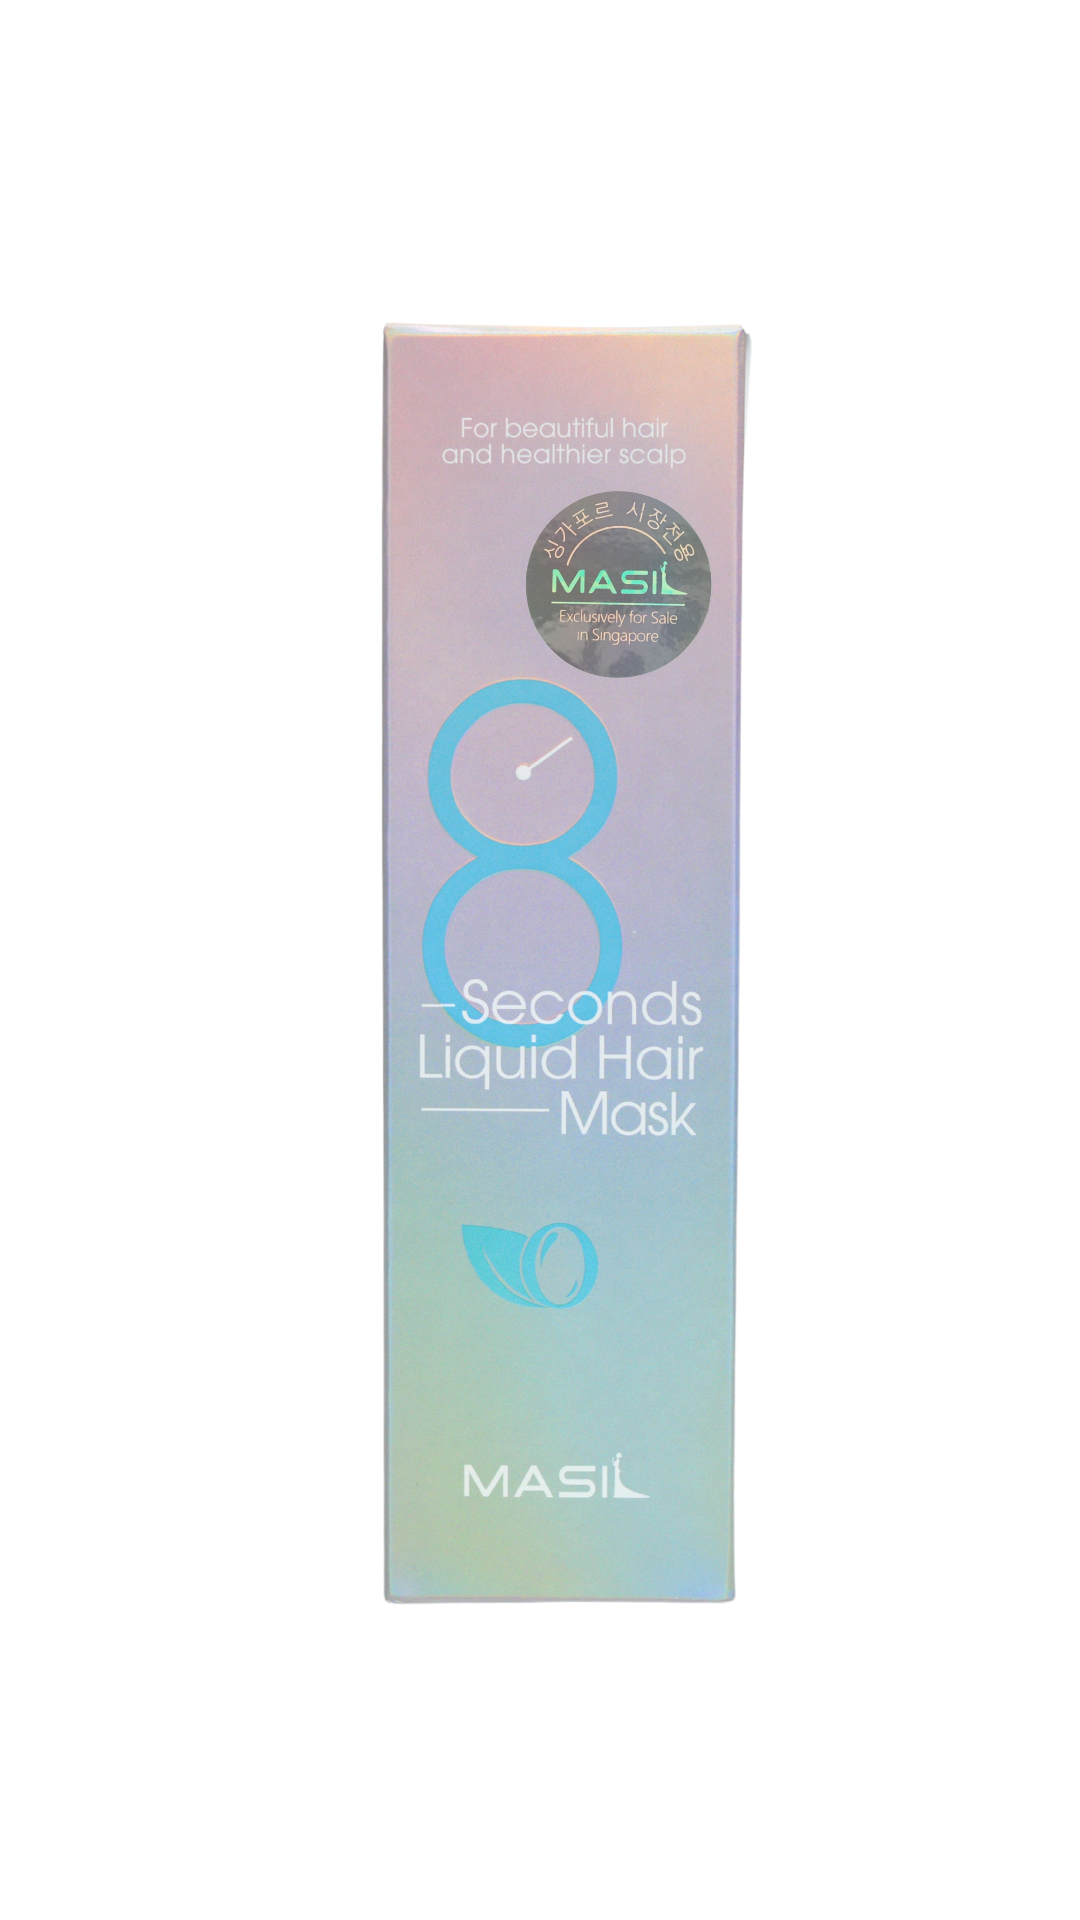 For beautiful hair
and healthier scalp
싱가포르 시장전용
MASIL
Exclusively for Sale
in Singapore
8
Seconds
Liquid Hair
Mask
MASIL